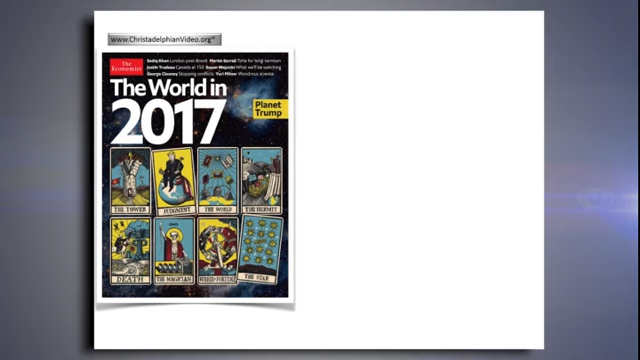 www.ChristadelphianVideo.org®
The
Economist
Sadiq Khan London post-Brexit Martin Sorrell Time for long-termism
Justin Trudeau Canada at 150 Susan Wojcicki What we'll be watching
George Clooney Stopping conflicts Yuri Milner Wondrous science
The World in
2017
Planet
Trump
THE TOWER
JUDGMENT
THE WORLD
THE HERMIT
DEATH
THE MAGICIAN
WHEEL OF FORTUNE
THE STAR